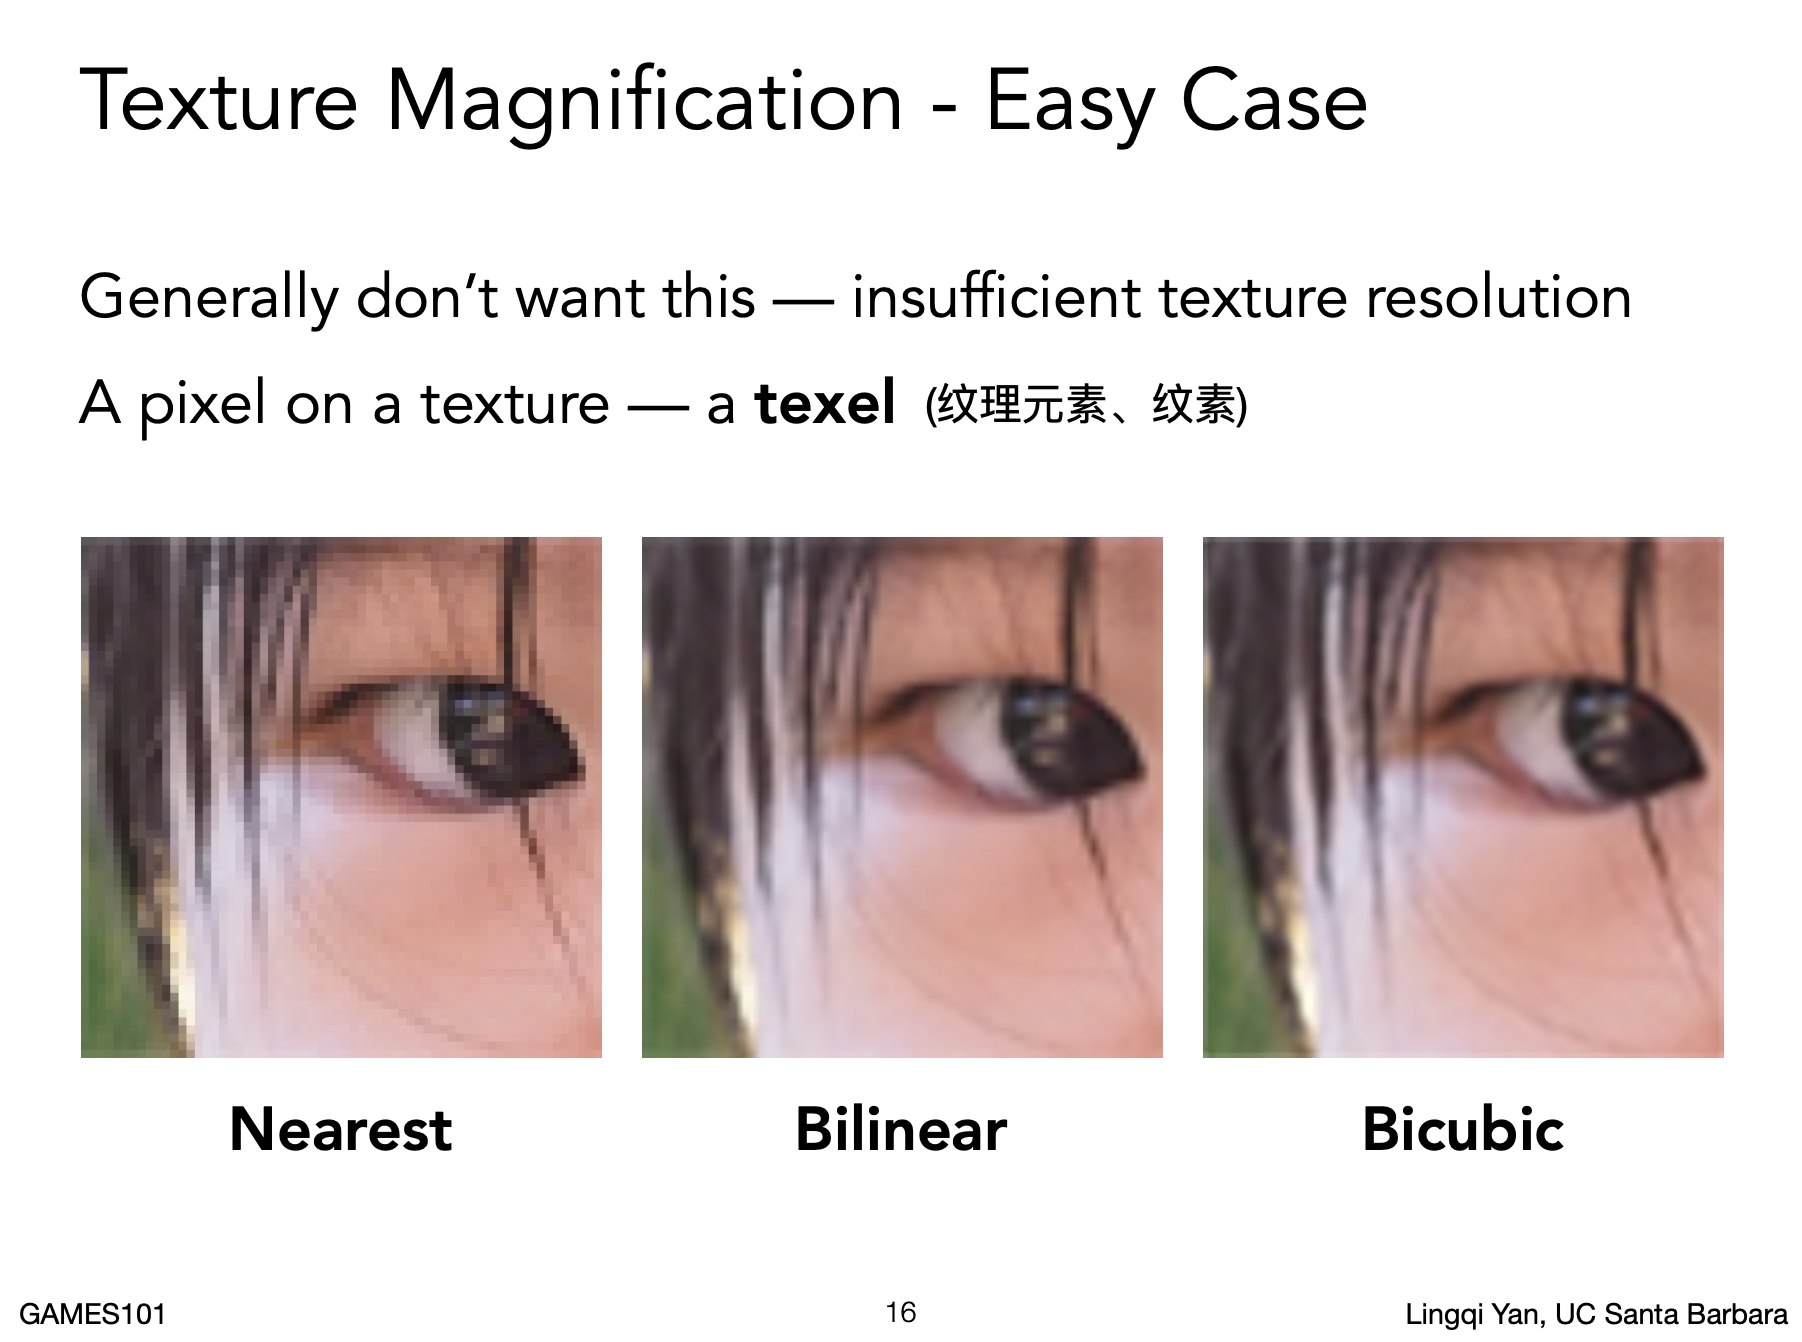 Texture Magnification - Easy Case
Generally don’t want this — insufficient texture resolution
A pixel on a texture — a texel (纹理元素、纹素)
Nearest
Bilinear
Bicubic
GAMES101
16
Lingqi Yan, UC Santa Barbara